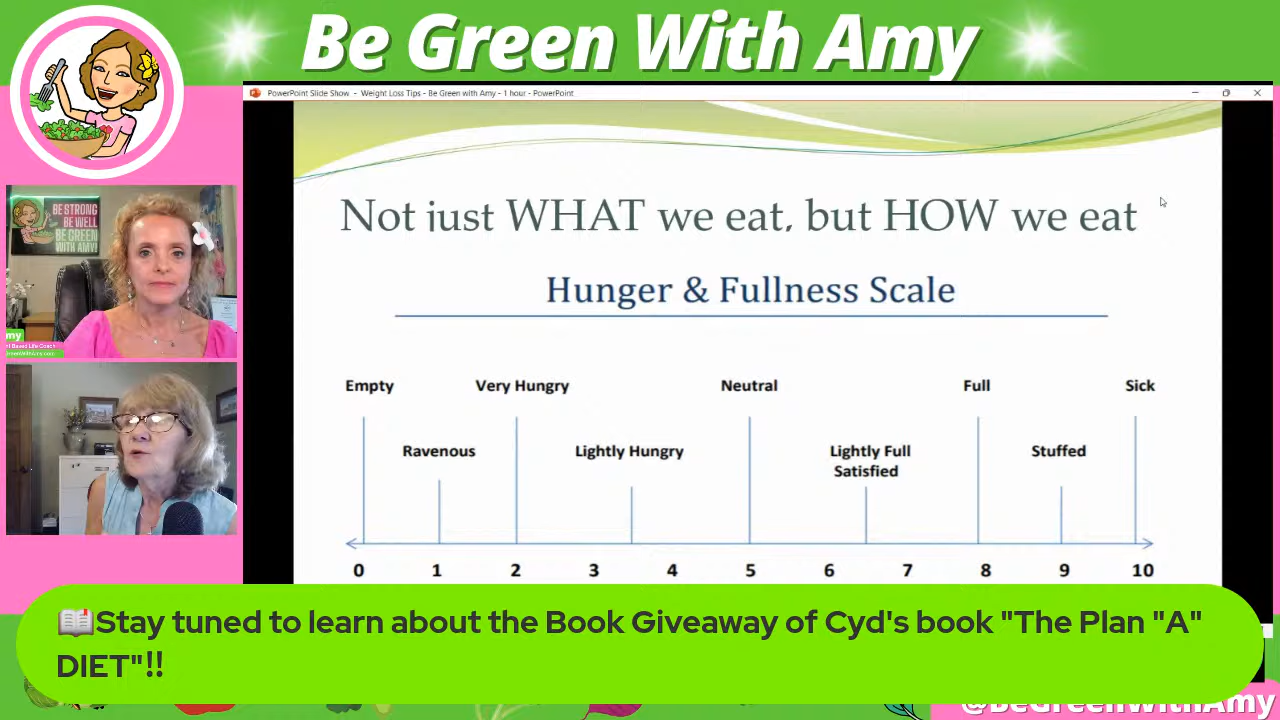 Be Green With Amy
PowerPoint Slide Show - Weight Loss Tips - Be Green with Amy - 1 hour - PowerPoint
BE STRONG
BE WELL
BE GREEN
WITH AMY!
Not just WHAT we eat, but HOW we eat
Hunger & Fullness Scale
Empty
Very Hungry
Neutral
Full
Sick
Ravenous
Lightly Hungry
Lightly Full
Satisfied
Stuffed
0 1 2 3 4 5 6 7 8 9 10
📖Stay tuned to learn about the Book Giveaway of Cyd's book "The Plan "A"
DIET"!!
@BeGreenWithAmy